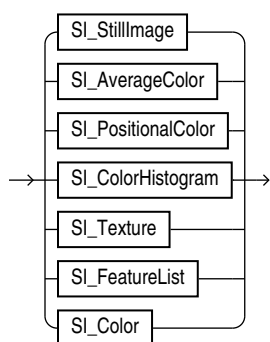 SI_StillImage
SI_AverageColor
SI_PositionalColor
SI_ColorHistogram
SI_Texture
SI_FeatureList
SI_Color